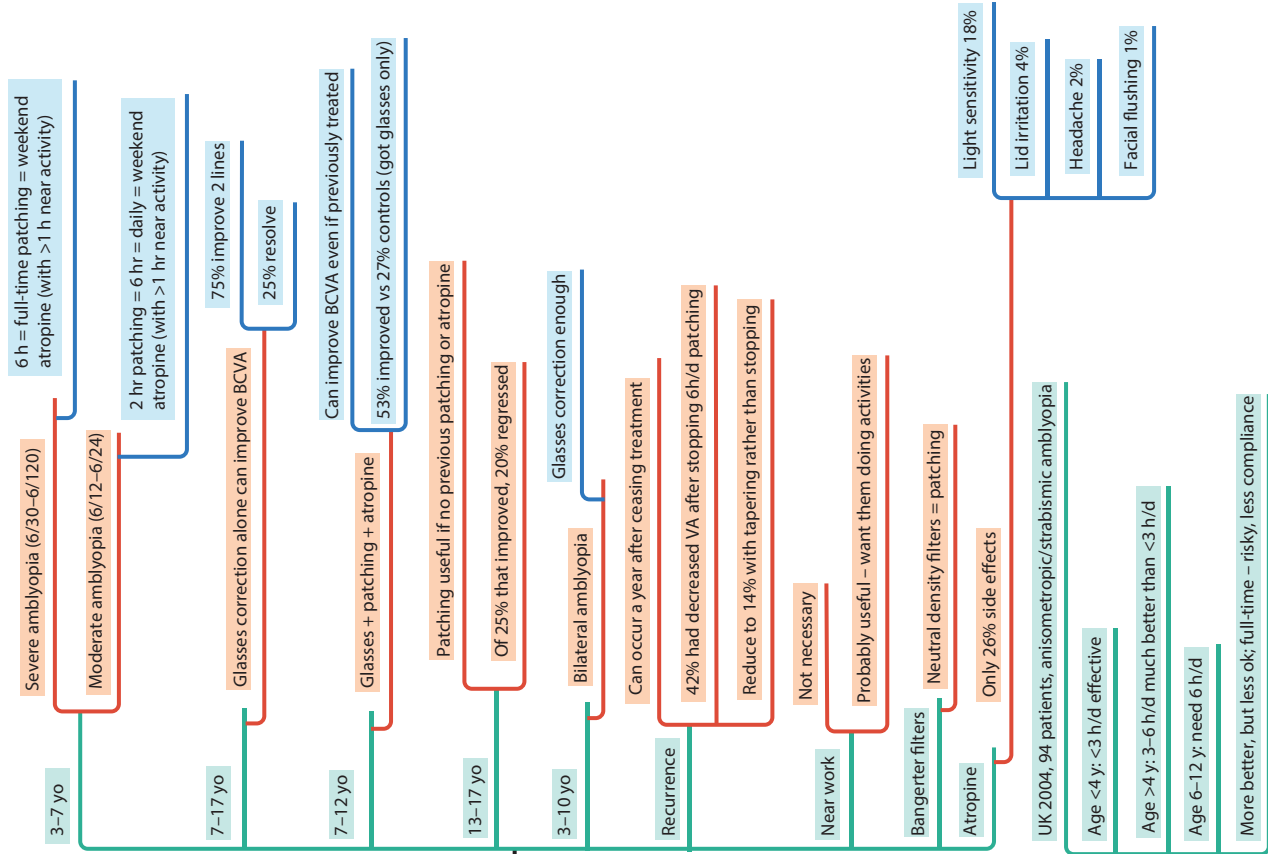 3–7 yo
Severe amblyopia (6/30–6/120)
6 h = full-time patching = weekend
atropine (with >1 h near activity)
Moderate amblyopia (6/12–6/24)
2 hr patching = 6 hr = daily = weekend
atropine (with >1 hr near activity)
7–17 yo
Glasses correction alone can improve BCVA
75% improve 2 lines
25% resolve
7–12 yo
Glasses + patching + atropine
Can improve BCVA even if previously treated
53% improved vs 27% controls (got glasses only)
13–17 yo
Patching useful if no previous patching or atropine
Of 25% that improved, 20% regressed
3–10 yo
Bilateral amblyopia
Glasses correction enough
Recurrence
Can occur a year after ceasing treatment
42% had decreased VA after stopping 6h/d patching
Reduce to 14% with tapering rather than stopping
Near work
Not necessary
Probably useful – want them doing activities
Bangerter filters
Neutral density filters = patching
Atropine
Only 26% side effects
Light sensitivity 18%
Lid irritation 4%
Headache 2%
Facial flushing 1%
UK 2004, 94 patients, anisometropic/strabismic amblyopia
Age <4 y: <3 h/d effective
Age >4 y: 3–6 h/d much better than <3 h/d
Age 6–12 y: need 6 h/d
More better, but less ok; full-time – risky, less compliance